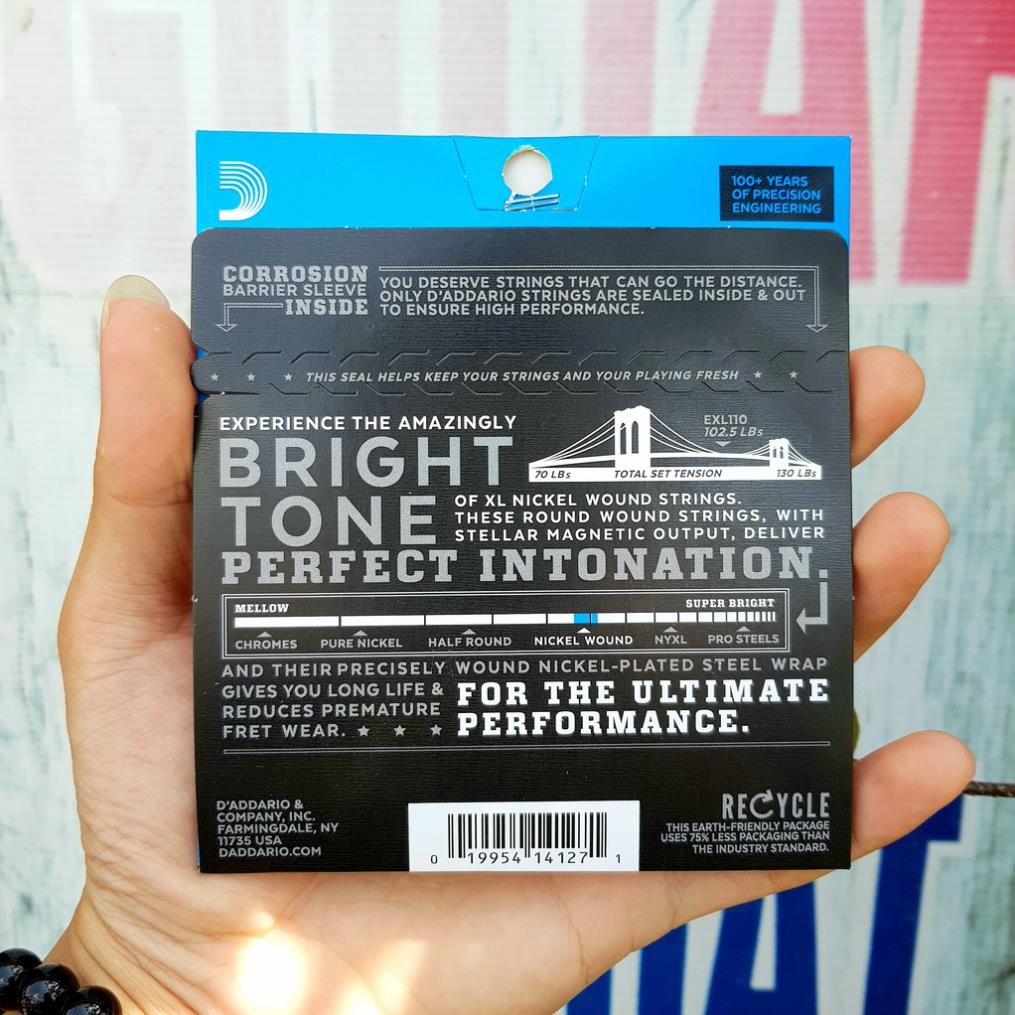 100+ YEARS
OF PRECISION
ENGINEERING
CORROSION
BARRIER SLEEVE
INSIDE
YOU DESERVE STRINGS THAT CAN GO THE DISTANCE.
ONLY D'ADDARIO STRINGS ARE SEALED INSIDE & OUT
TO ENSURE HIGH PERFORMANCE.
THIS SEAL HELPS KEEP YOUR STRINGS AND YOUR PLAYING FRESH
EXPERIENCE THE AMAZINGLY
BRIGHT
TONE
EXL110
102.5 LBs
70 LBs TOTAL SET TENSION 130 LBs
OF XL NICKEL WOUND STRINGS.
THESE ROUND WOUND STRINGS, WITH
STELLAR MAGNETIC OUTPUT, DELIVER
PERFECT INTONATION.
MELLOW SUPER BRIGHT
CHROMES PURE NICKEL HALF ROUND NICKEL WOUND NYXL PRO STEELS
AND THEIR PRECISELY WOUND NICKEL-PLATED STEEL WRAP
GIVES YOU LONG LIFE &
REDUCES PREMATURE
FRET WEAR.
FOR THE ULTIMATE
PERFORMANCE.
D'ADDARIO &
COMPANY, INC.
FARMINGDALE, NY
11735 USA
DADDARIO.COM
0 19954 14127 1
RECYCLE
THIS EARTH-FRIENDLY PACKAGE
USES 75% LESS PACKAGING THAN
THE INDUSTRY STANDARD.